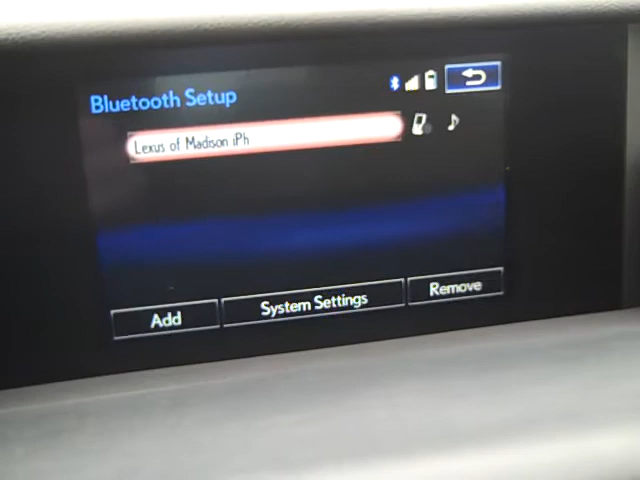 Bluetooth Setup
Lexus of Madison iPh
Add
System Settings
Remove